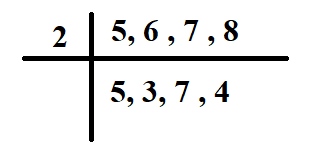 2 5, 6 , 7 , 8
5, 3, 7 , 4